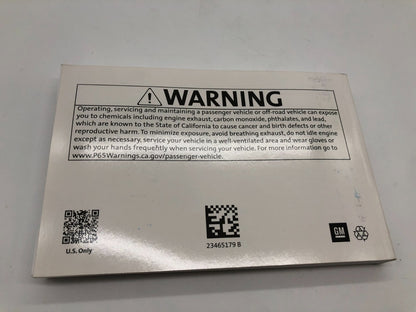 WARNING
Operating, servicing and maintaining a passenger vehicle or off-road vehicle can expose
you to chemicals including engine exhaust, carbon monoxide, phthalates, and lead,
which are known to the State of California to cause cancer and birth defects or other
reproductive harm. To minimize exposure, avoid breathing exhaust, do not idle engine
except as necessary, service your vehicle in a well-ventilated area and wear gloves or
wash your hands frequently when servicing your vehicle. For more information go to
www.P65Warnings.ca.gov/passenger-vehicle.
U.S. Only
23465179 B
GM